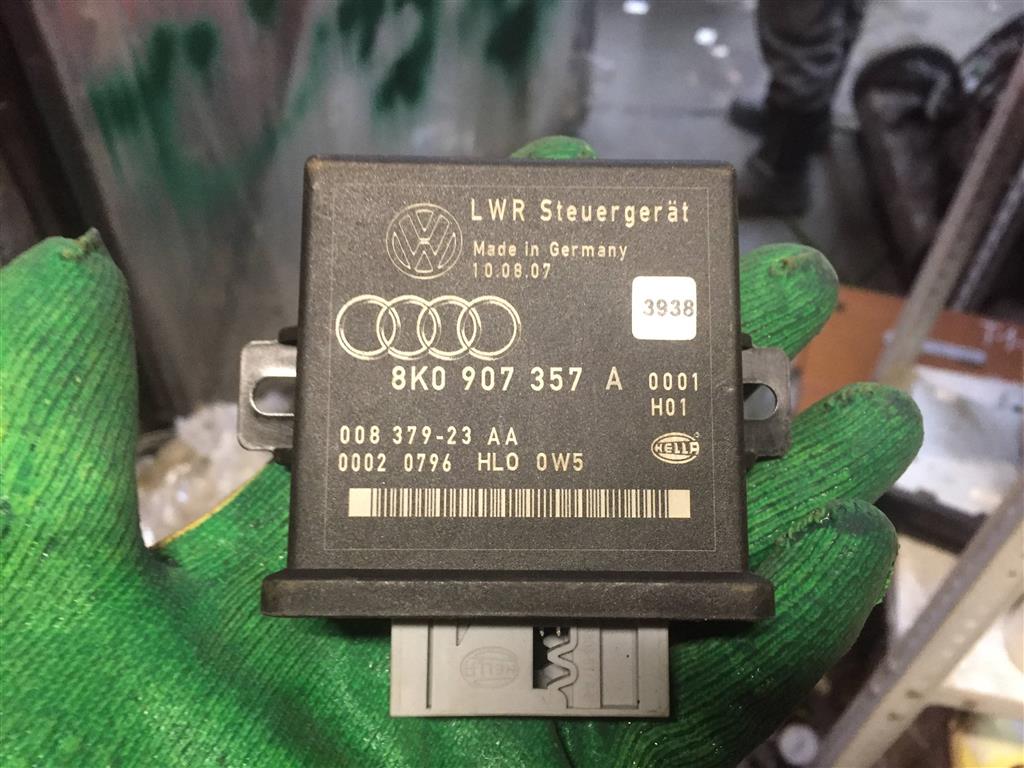 LWR Steuergerät
Made in Germany
10.08.07
3938
8K0 907 357 A 0001
H01
008 379-23 AA
0002 0796 HLO 0W5
HELLA
HELLA